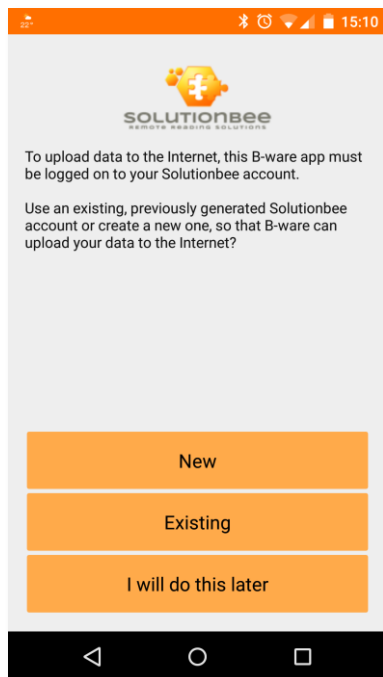 22°
15:10
SOLUTIONBEE
REMOTE READING SOLUTIONS
To upload data to the Internet, this B-ware app must
be logged on to your Solutionbee account.
Use an existing, previously generated Solutionbee
account or create a new one, so that B-ware can
upload your data to the Internet?
New
Existing
I will do this later